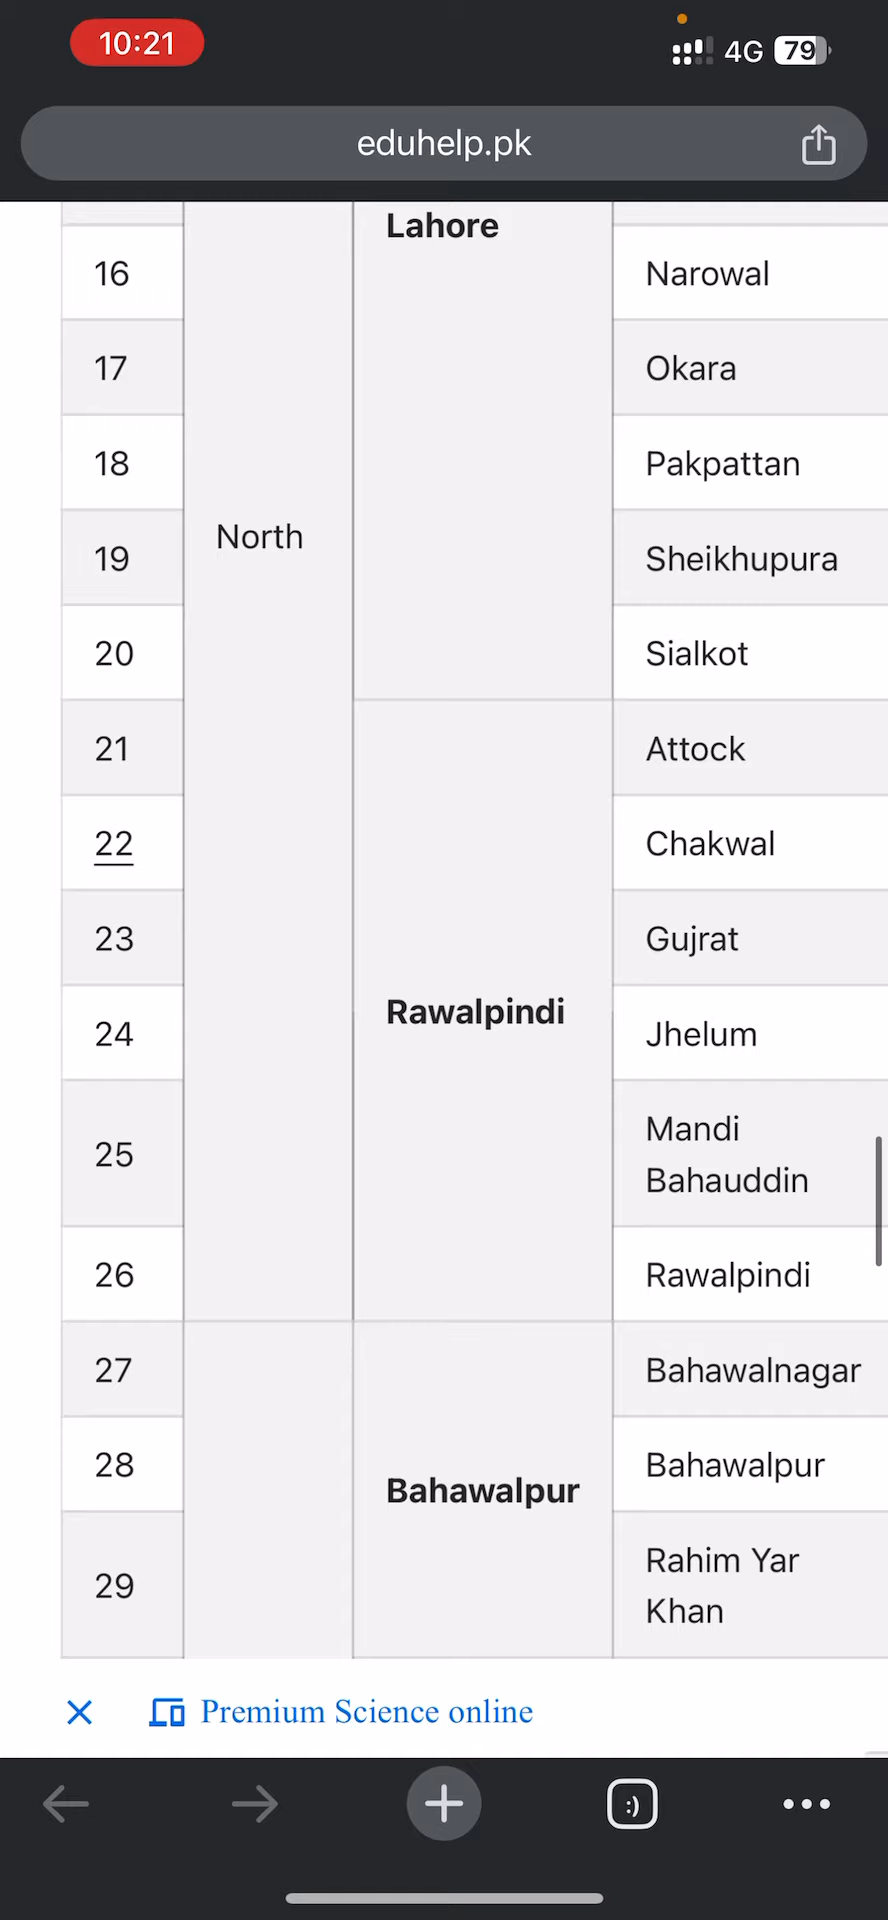 10:21
4G 79
eduhelp.pk
Lahore
16 Narowal
17 Okara
18 Pakpattan
North
19 Sheikhupura
20 Sialkot
21 Attock
22 Chakwal
23 Gujrat
Rawalpindi
24 Jhelum
25 Mandi
Bahauddin
26 Rawalpindi
27 Bahawalnagar
28 Bahawalpur
Bahawalpur
29 Rahim Yar
Khan
Premium Science online
:)